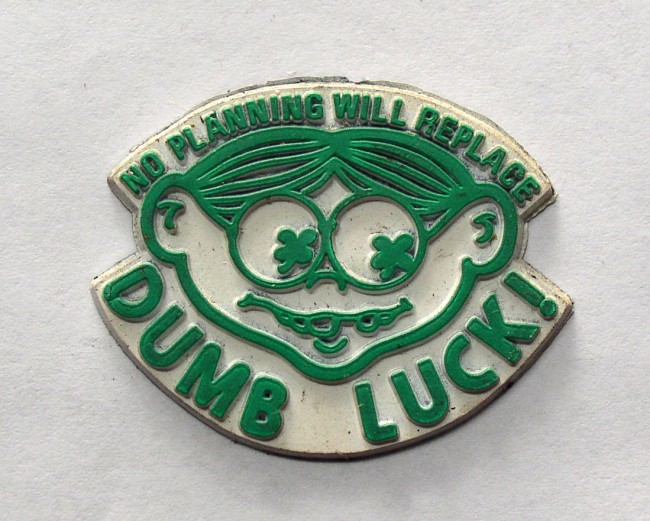 NO PLANNING WILL REPLACE
DUMB LUCK!